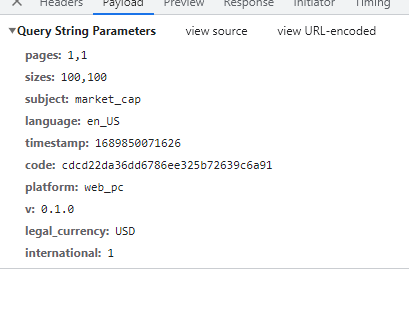 Headers Payload Preview Response Initiator Timing
Query String Parameters view source view URL-encoded
pages: 1,1
sizes: 100,100
subject: market_cap
language: en_US
timestamp: 1689850071626
code: cdcd22da36dd6786ee325b72639c6a91
platform: web_pc
v: 0.1.0
legal_currency: USD
international: 1